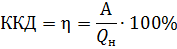 ККД = η = A/Qн · 100%